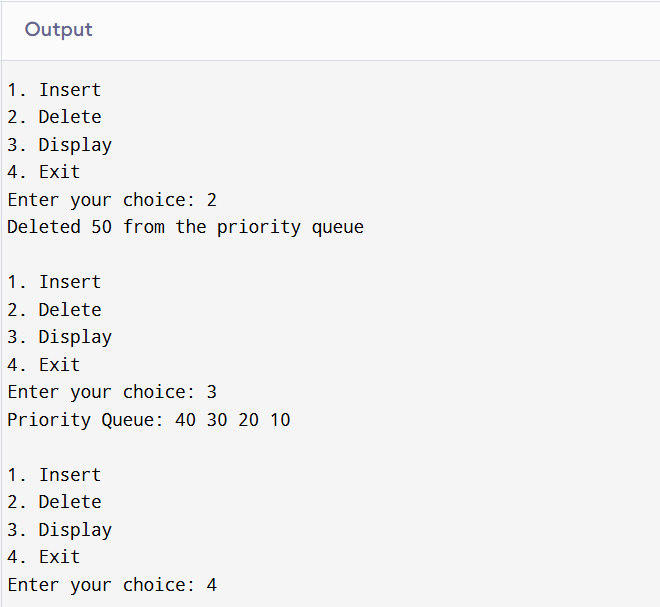 Output
1. Insert
2. Delete
3. Display
4. Exit
Enter your choice: 2
Deleted 50 from the priority queue
1. Insert
2. Delete
3. Display
4. Exit
Enter your choice: 3
Priority Queue: 40 30 20 10
1. Insert
2. Delete
3. Display
4. Exit
Enter your choice: 4